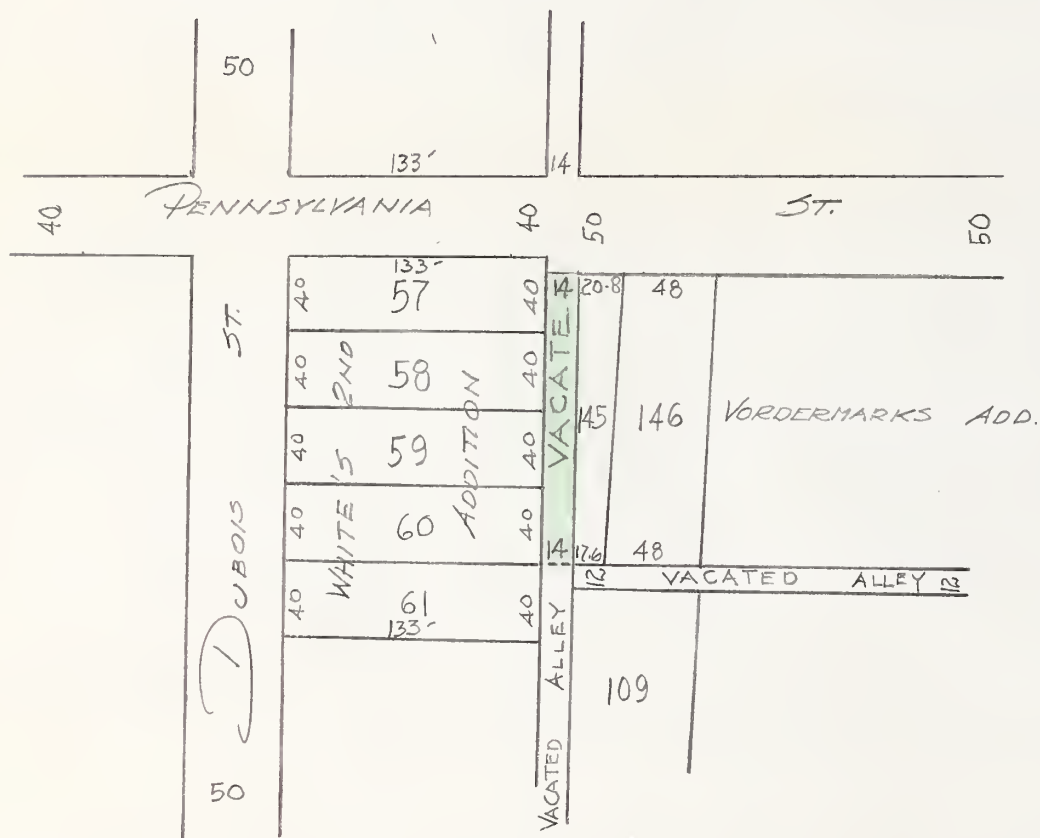 50
133'
14
PENNSYLVANIA ST.
40
40
50
50
133-
40 57 40
14 20.8 48
40 58 40
40 59 40
40 60 40
40 61 40
133-
WHITE'S 2ND ADDITION
VACATE
145
146
VORDERMARKS ADD.
14 17.6 48
12 VACATED ALLEY 12
109
VACATED ALLEY
DUBOIS ST.
50